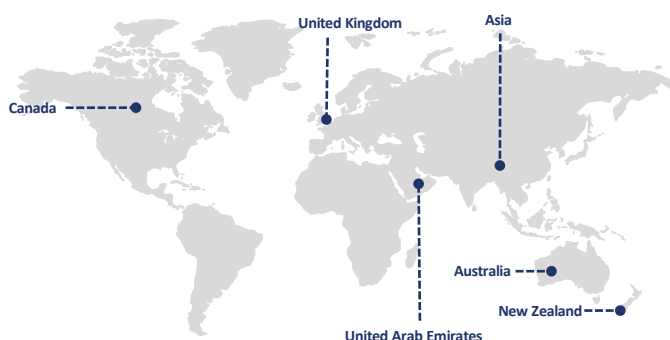 United Kingdom
Asia
Canada
Australia
New Zealand
United Arab Emirates